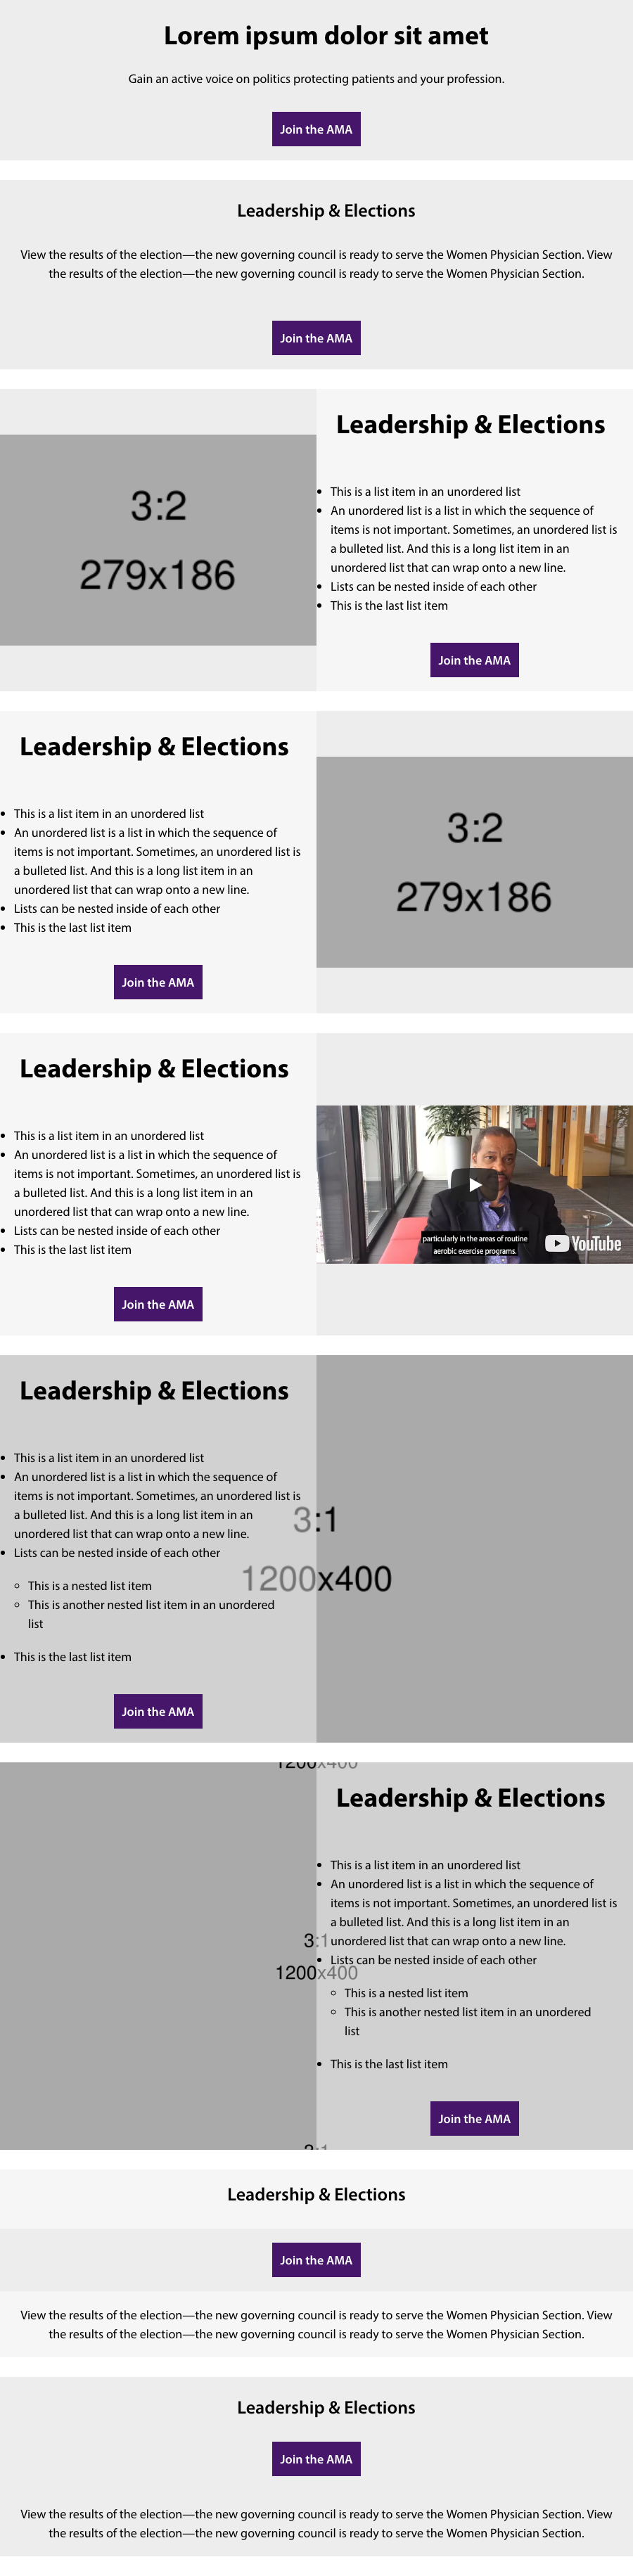 Lorem ipsum dolor sit amet
Gain an active voice on politics protecting patients and your profession.
Join the AMA
Leadership & Elections
View the results of the election—the new governing council is ready to serve the Women Physician Section. View
the results of the election—the new governing council is ready to serve the Women Physician Section.
Join the AMA
3:2
279x186
Leadership & Elections
• This is a list item in an unordered list
• An unordered list is a list in which the sequence of
items is not important. Sometimes, an unordered list is
a bulleted list. And this is a long list item in an
unordered list that can wrap onto a new line.
• Lists can be nested inside of each other
• This is the last list item
Join the AMA
Leadership & Elections
• This is a list item in an unordered list
• An unordered list is a list in which the sequence of
items is not important. Sometimes, an unordered list is
a bulleted list. And this is a long list item in an
unordered list that can wrap onto a new line.
• Lists can be nested inside of each other
• This is the last list item
Join the AMA
3:2
279x186
Leadership & Elections
• This is a list item in an unordered list
• An unordered list is a list in which the sequence of
items is not important. Sometimes, an unordered list is
a bulleted list. And this is a long list item in an
unordered list that can wrap onto a new line.
• Lists can be nested inside of each other
• This is the last list item
Join the AMA
particularly in the areas of routine
aerobic exercise programs.
YouTube
Leadership & Elections
• This is a list item in an unordered list
• An unordered list is a list in which the sequence of
items is not important. Sometimes, an unordered list is
a bulleted list. And this is a long list item in an
unordered list that can wrap onto a new line.
• Lists can be nested inside of each other
◦ This is a nested list item
◦ This is another nested list item in an unordered
list
• This is the last list item
Join the AMA
3:1
1200x400
1200x400
Leadership & Elections
• This is a list item in an unordered list
• An unordered list is a list in which the sequence of
items is not important. Sometimes, an unordered list is
a bulleted list. And this is a long list item in an
unordered list that can wrap onto a new line.
• Lists can be nested inside of each other
◦ This is a nested list item
◦ This is another nested list item in an unordered
list
• This is the last list item
Join the AMA
3:1
1200x400
3:1
Leadership & Elections
Join the AMA
View the results of the election—the new governing council is ready to serve the Women Physician Section. View
the results of the election—the new governing council is ready to serve the Women Physician Section.
Leadership & Elections
Join the AMA
View the results of the election—the new governing council is ready to serve the Women Physician Section. View
the results of the election—the new governing council is ready to serve the Women Physician Section.